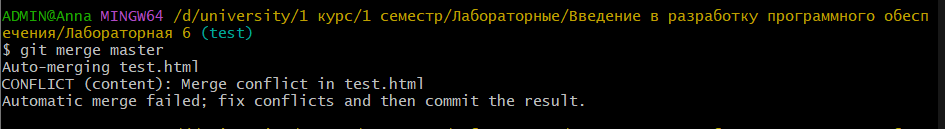 ADMIN@Anna MINGW64 /d/university/1 курс/1 семестр/Лабораторные/Введение в разработку программного обесп
ечения/Лабораторная 6 (test)
$ git merge master
Auto-merging test.html
CONFLICT (content): Merge conflict in test.html
Automatic merge failed; fix conflicts and then commit the result.